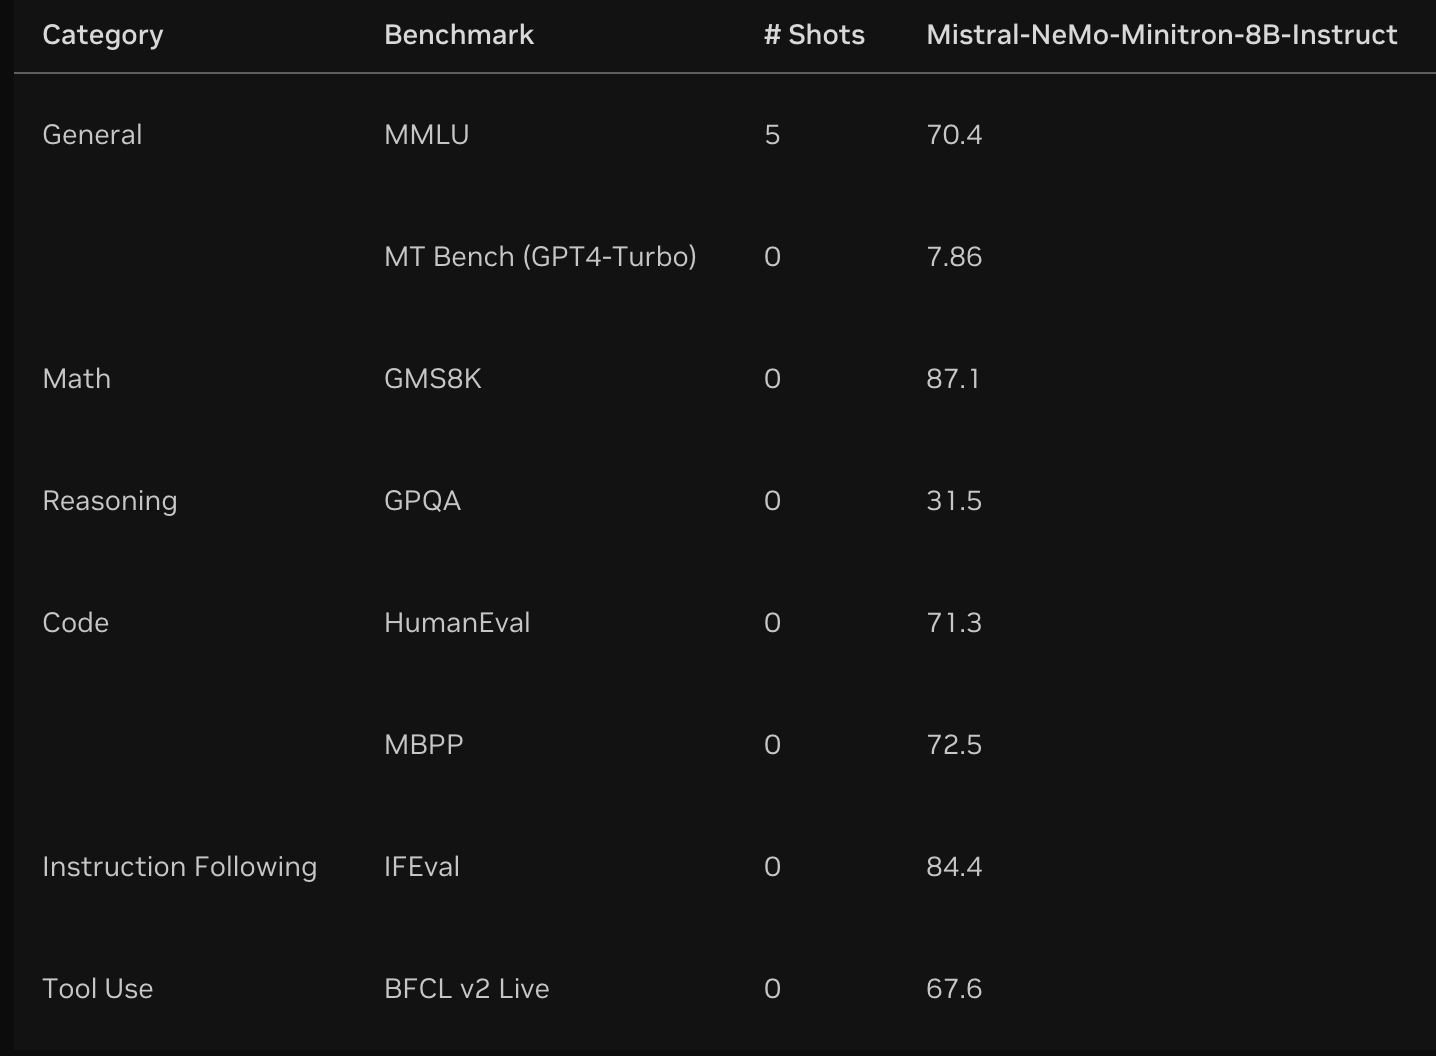 Category Benchmark # Shots Mistral-NeMo-Minitron-8B-Instruct
General MMLU 5 70.4
MT Bench (GPT4-Turbo) 0 7.86
Math GMS8K 0 87.1
Reasoning GPQA 0 31.5
Code HumanEval 0 71.3
MBPP 0 72.5
Instruction Following IFEval 0 84.4
Tool Use BFCL v2 Live 0 67.6